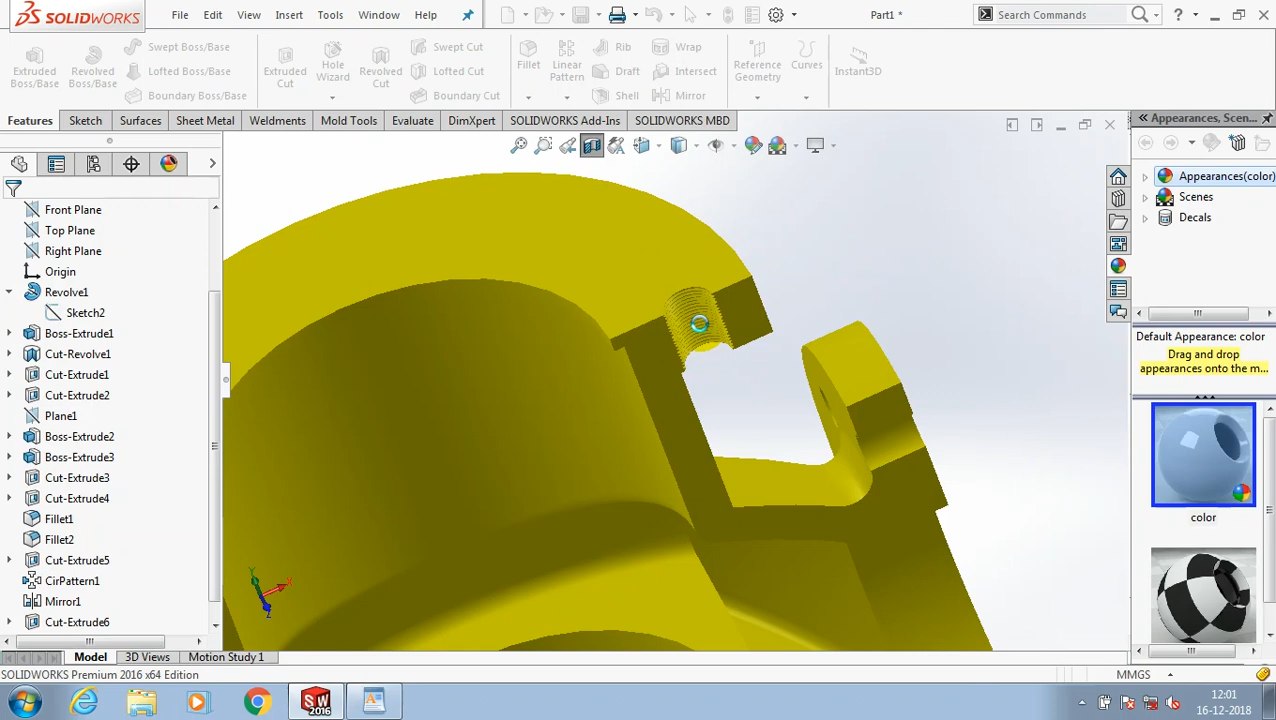 SOLIDWORKS File Edit View Insert Tools Window Help Part1 * Search Commands ?
Extruded Boss/Base
Revolved Boss/Base
Swept Boss/Base
Lofted Boss/Base
Boundary Boss/Base
Extruded Cut
Hole Wizard
Revolved Cut
Swept Cut
Lofted Cut
Boundary Cut
Fillet
Linear Pattern
Rib
Draft
Shell
Wrap
Intersect
Mirror
Reference Geometry
Curves
Instant3D
Features Sketch Surfaces Sheet Metal Weldments Mold Tools Evaluate DimXpert SOLIDWORKS Add-Ins SOLIDWORKS MBD
Front Plane
Top Plane
Right Plane
Origin
Revolve1
Sketch2
Boss-Extrude1
Cut-Revolve1
Cut-Extrude1
Cut-Extrude2
Plane1
Boss-Extrude2
Boss-Extrude3
Cut-Extrude3
Cut-Extrude4
Fillet1
Fillet2
Cut-Extrude5
CirPattern1
Mirror1
Cut-Extrude6
Y X Z
Appearances, Scen...
Appearances(color)
Scenes
Decals
Default Appearance: color
Drag and drop
appearances onto the m...
color
Model 3D Views Motion Study 1
SOLIDWORKS Premium 2016 x64 Edition MMGS
SW 2016
12:01
16-12-2018